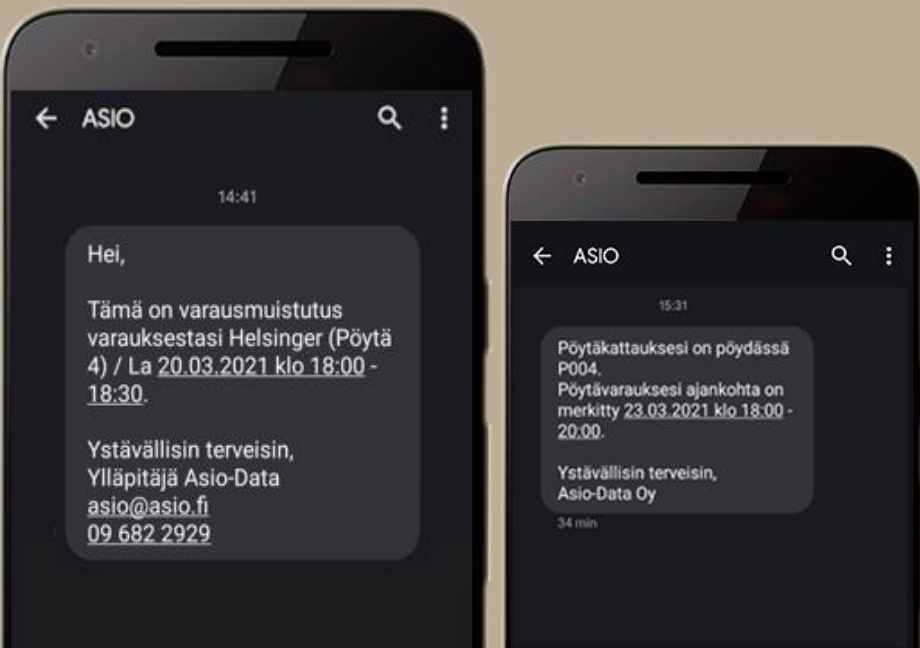 ASIO
14:41
Hei,
Tämä on varausmuistutus
varauksestasi Helsinger (Pöytä
4) / La 20.03.2021 klo 18:00 -
18:30.
Ystävällisin terveisin,
Ylläpitäjä Asio-Data
asio@asio.fi
09 682 2929
ASIO
15:31
Pöytäkattauksesi on pöydässä
P004.
Pöytävarauksesi ajankohta on
merkitty 23.03.2021 klo 18:00 -
20:00.
Ystävällisin terveisin,
Asio-Data Oy
34 min